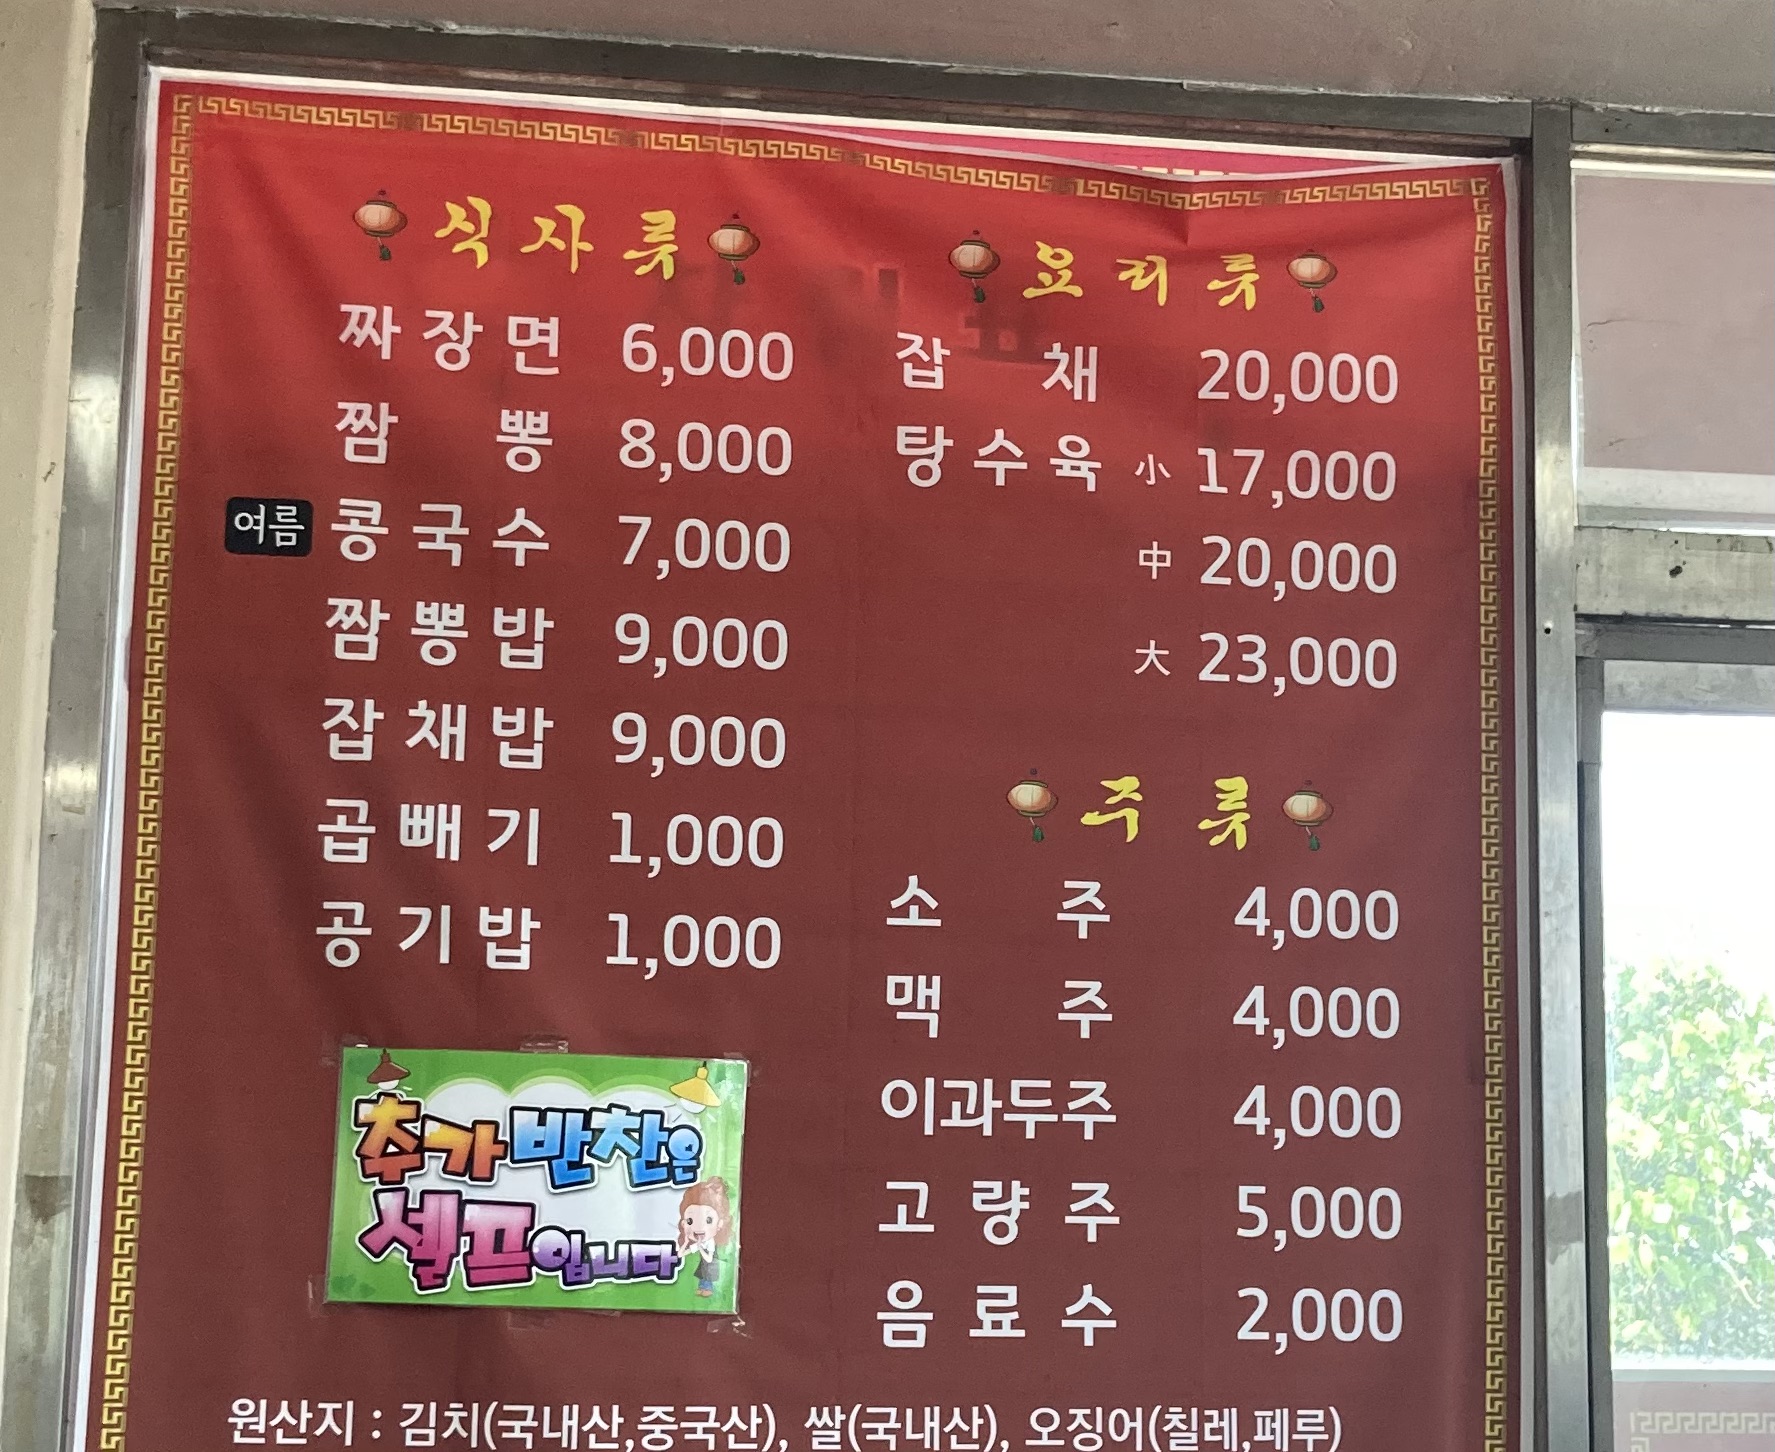 식사류
짜장면 6,000
짬뽕 8,000
여름 콩국수 7,000
짬뽕밥 9,000
잡채밥 9,000
곱빼기 1,000
공기밥 1,000
추가 반찬은
셀프입니다
요리류
잡채 20,000
탕수육 小 17,000
中 20,000
大 23,000
주류
소주 4,000
맥주 4,000
이과두주 4,000
고량주 5,000
음료수 2,000
원산지 : 김치(국내산,중국산), 쌀(국내산), 오징어(칠레,페루)